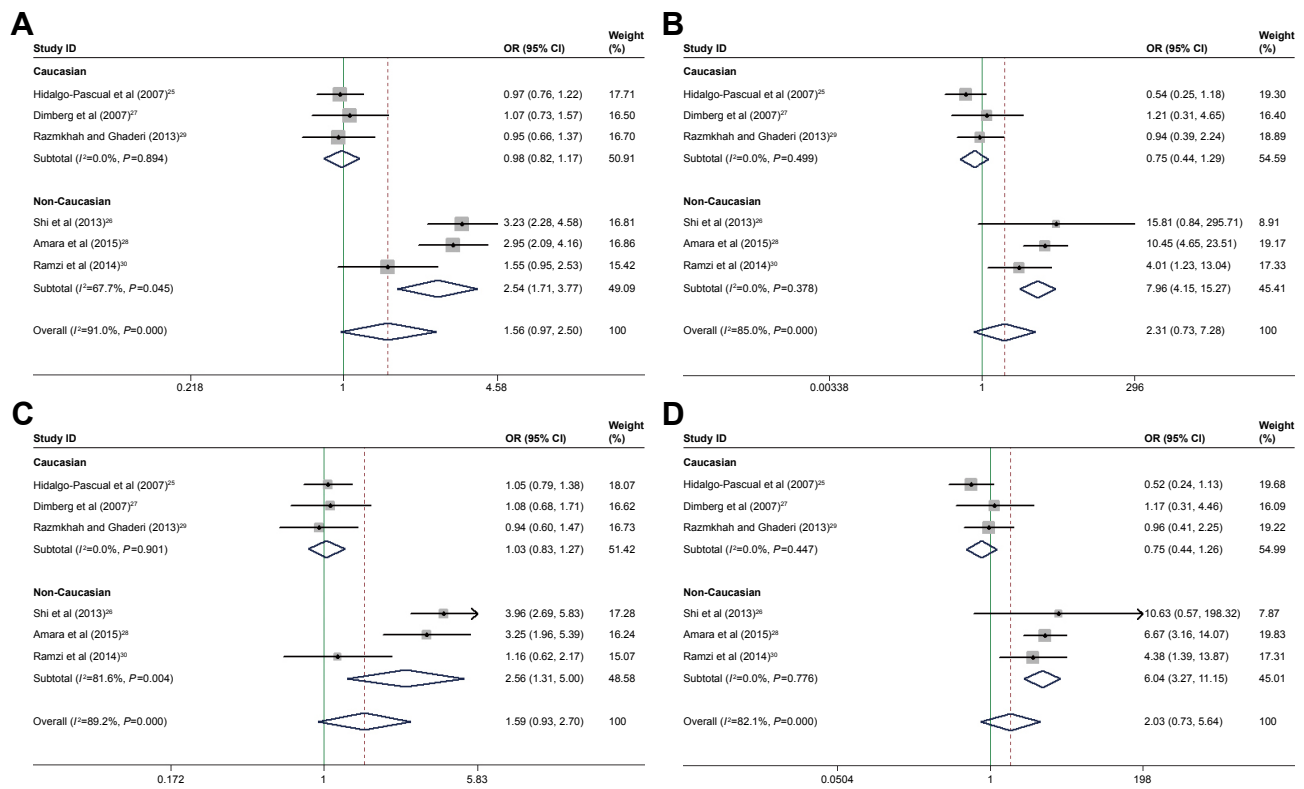 A
Study ID OR (95% CI) Weight (%)
Caucasian
Hidalgo-Pascual et al (2007)25 0.97 (0.76, 1.22) 17.71
Dimberg et al (2007)27 1.07 (0.73, 1.57) 16.50
Razmkhah and Ghaderi (2013)29 0.95 (0.66, 1.37) 16.70
Subtotal (I2=0.0%, P=0.894) 0.98 (0.82, 1.17) 50.91
Non-Caucasian
Shi et al (2013)26 3.23 (2.28, 4.58) 16.81
Amara et al (2015)28 2.95 (2.09, 4.16) 16.86
Ramzi et al (2014)30 1.55 (0.95, 2.53) 15.42
Subtotal (I2=67.7%, P=0.045) 2.54 (1.71, 3.77) 49.09
Overall (I2=91.0%, P=0.000) 1.56 (0.97, 2.50) 100
0.218 1 4.58
B
Study ID OR (95% CI) Weight (%)
Caucasian
Hidalgo-Pascual et al (2007)25 0.54 (0.25, 1.18) 19.30
Dimberg et al (2007)27 1.21 (0.31, 4.65) 16.40
Razmkhah and Ghaderi (2013)29 0.94 (0.39, 2.24) 18.89
Subtotal (I2=0.0%, P=0.499) 0.75 (0.44, 1.29) 54.59
Non-Caucasian
Shi et al (2013)26 15.81 (0.84, 295.71) 8.91
Amara et al (2015)28 10.45 (4.65, 23.51) 19.17
Ramzi et al (2014)30 4.01 (1.23, 13.04) 17.33
Subtotal (I2=0.0%, P=0.378) 7.96 (4.15, 15.27) 45.41
Overall (I2=85.0%, P=0.000) 2.31 (0.73, 7.28) 100
0.00338 1 296
C
Study ID OR (95% CI) Weight (%)
Caucasian
Hidalgo-Pascual et al (2007)25 1.05 (0.79, 1.38) 18.07
Dimberg et al (2007)27 1.08 (0.68, 1.71) 16.62
Razmkhah and Ghaderi (2013)29 0.94 (0.60, 1.47) 16.73
Subtotal (I2=0.0%, P=0.901) 1.03 (0.83, 1.27) 51.42
Non-Caucasian
Shi et al (2013)26 3.96 (2.69, 5.83) 17.28
Amara et al (2015)28 3.25 (1.96, 5.39) 16.24
Ramzi et al (2014)30 1.16 (0.62, 2.17) 15.07
Subtotal (I2=81.6%, P=0.004) 2.56 (1.31, 5.00) 48.58
Overall (I2=89.2%, P=0.000) 1.59 (0.93, 2.70) 100
0.172 1 5.83
D
Study ID OR (95% CI) Weight (%)
Caucasian
Hidalgo-Pascual et al (2007)25 0.52 (0.24, 1.13) 19.68
Dimberg et al (2007)27 1.17 (0.31, 4.46) 16.09
Razmkhah and Ghaderi (2013)29 0.96 (0.41, 2.25) 19.22
Subtotal (I2=0.0%, P=0.447) 0.75 (0.44, 1.26) 54.99
Non-Caucasian
Shi et al (2013)26 10.63 (0.57, 198.32) 7.87
Amara et al (2015)28 6.67 (3.16, 14.07) 19.83
Ramzi et al (2014)30 4.38 (1.39, 13.87) 17.31
Subtotal (I2=0.0%, P=0.776) 6.04 (3.27, 11.15) 45.01
Overall (I2=82.1%, P=0.000) 2.03 (0.73, 5.64) 100
0.0504 1 198